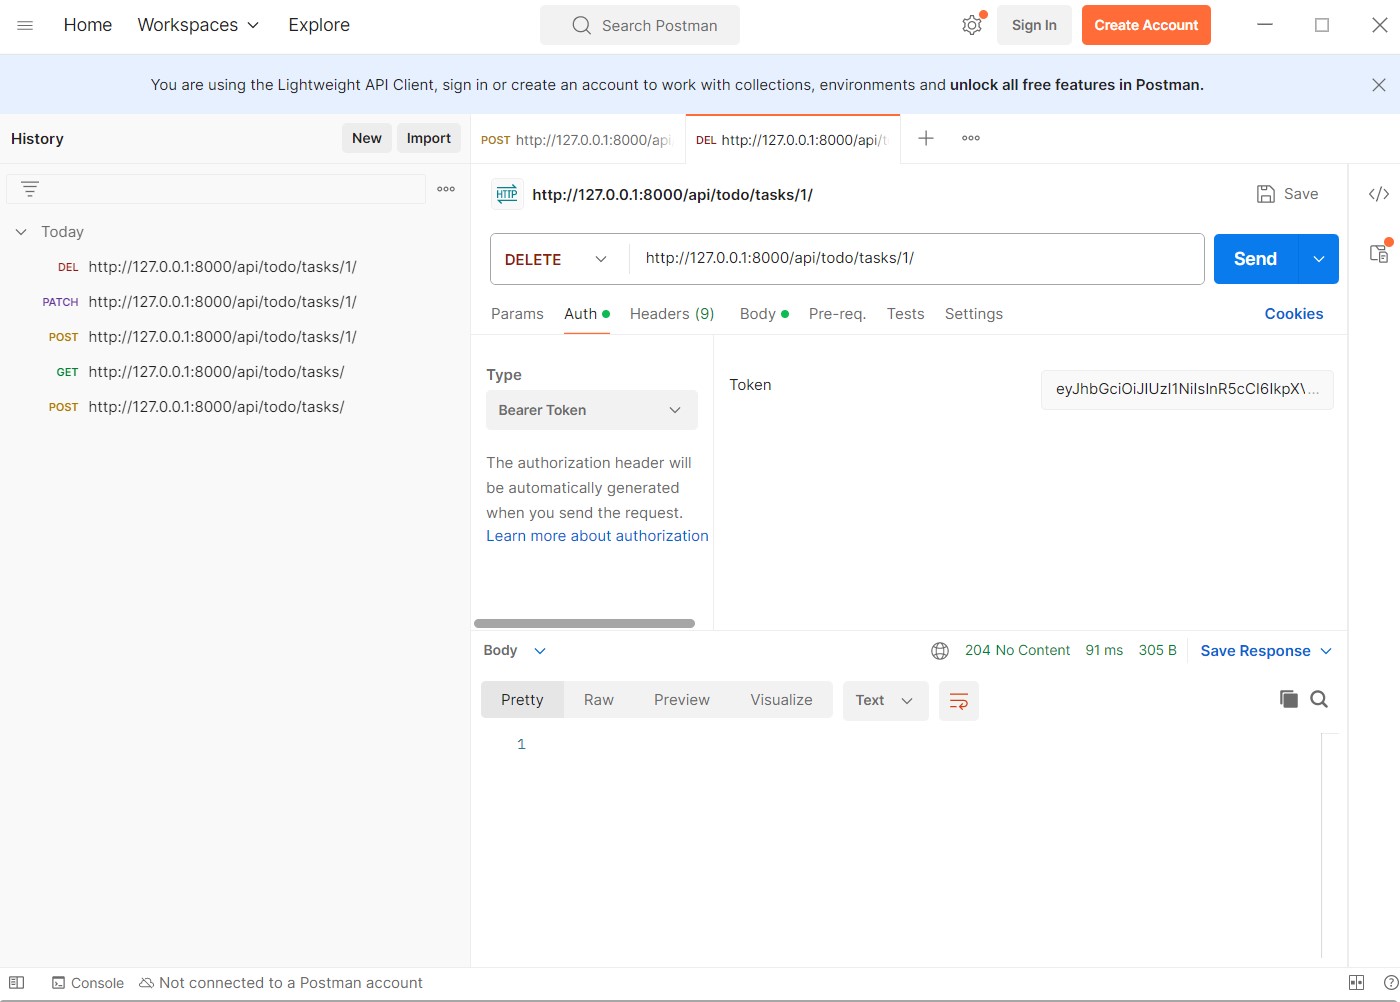 Home Workspaces Explore Search Postman Sign In Create Account
You are using the Lightweight API Client, sign in or create an account to work with collections, environments and unlock all free features in Postman.
History New Import
POST http://127.0.0.1:8000/api
DEL http://127.0.0.1:8000/api/t
HTTP http://127.0.0.1:8000/api/todo/tasks/1/ Save
Today
DEL http://127.0.0.1:8000/api/todo/tasks/1/
PATCH http://127.0.0.1:8000/api/todo/tasks/1/
POST http://127.0.0.1:8000/api/todo/tasks/1/
GET http://127.0.0.1:8000/api/todo/tasks/
POST http://127.0.0.1:8000/api/todo/tasks/
DELETE http://127.0.0.1:8000/api/todo/tasks/1/ Send
Params Auth Headers (9) Body Pre-req. Tests Settings Cookies
Type
Bearer Token
The authorization header will
be automatically generated
when you send the request.
Learn more about authorization
Token
Body 204 No Content 91 ms 305 B Save Response
Pretty Raw Preview Visualize Text
1
Console Not connected to a Postman account